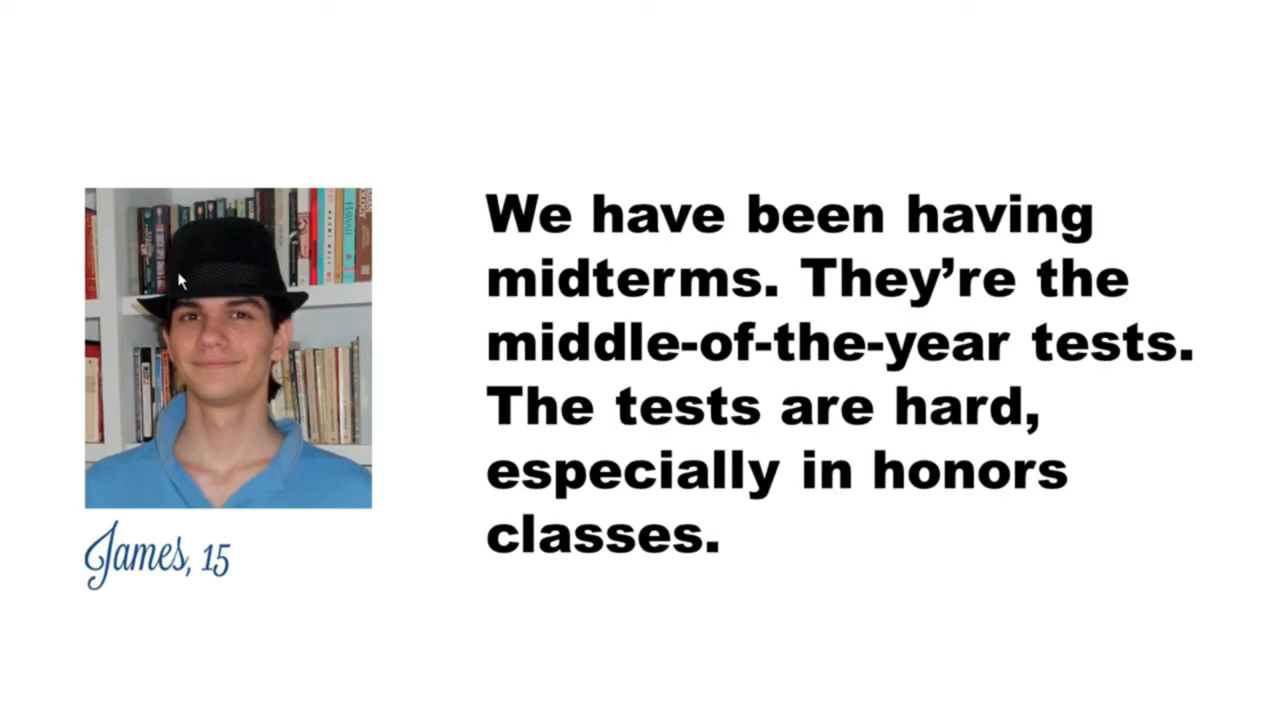 We have been having
midterms. They’re the
middle-of-the-year tests.
The tests are hard,
especially in honors
classes.
James, 15
HAWAII